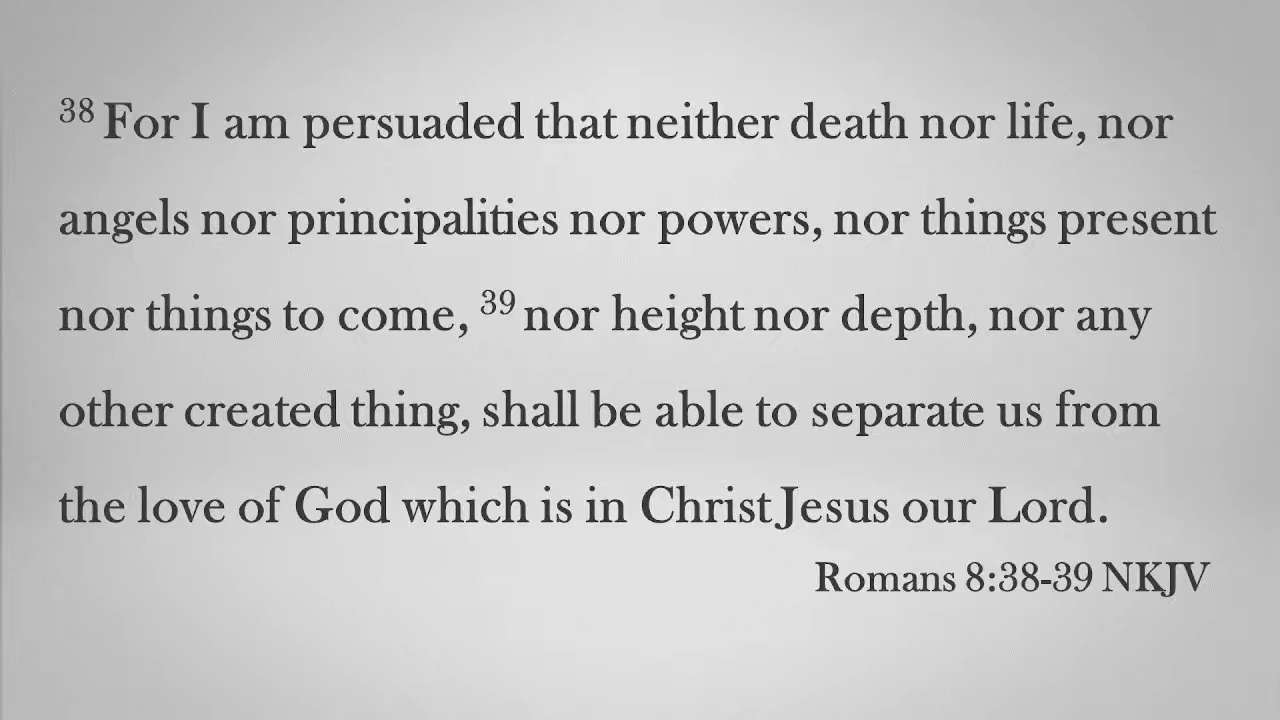 38 For I am persuaded that neither death nor life, nor
angels nor principalities nor powers, nor things present
nor things to come, 39 nor height nor depth, nor any
other created thing, shall be able to separate us from
the love of God which is in Christ Jesus our Lord.
Romans 8:38-39 NKJV